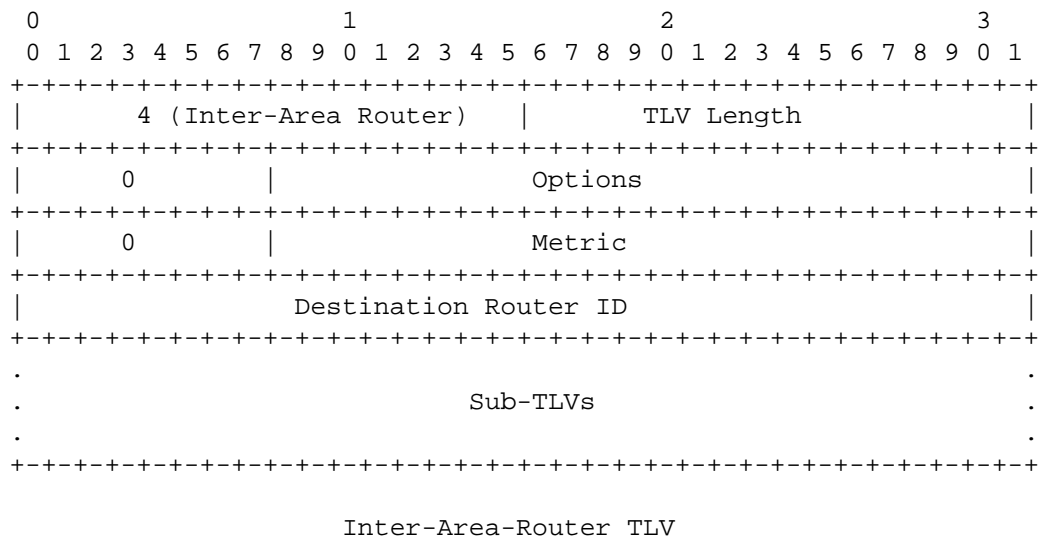 0                   1                   2                   3
 0 1 2 3 4 5 6 7 8 9 0 1 2 3 4 5 6 7 8 9 0 1 2 3 4 5 6 7 8 9 0 1
+-+-+-+-+-+-+-+-+-+-+-+-+-+-+-+-+-+-+-+-+-+-+-+-+-+-+-+-+-+-+-+-+
|       4 (Inter-Area Router)   |       TLV Length              |
+-+-+-+-+-+-+-+-+-+-+-+-+-+-+-+-+-+-+-+-+-+-+-+-+-+-+-+-+-+-+-+-+
|      0        |                Options                        |
+-+-+-+-+-+-+-+-+-+-+-+-+-+-+-+-+-+-+-+-+-+-+-+-+-+-+-+-+-+-+-+-+
|      0        |                Metric                         |
+-+-+-+-+-+-+-+-+-+-+-+-+-+-+-+-+-+-+-+-+-+-+-+-+-+-+-+-+-+-+-+-+
|                 Destination Router ID                         |
+-+-+-+-+-+-+-+-+-+-+-+-+-+-+-+-+-+-+-+-+-+-+-+-+-+-+-+-+-+-+-+-+
.                                                               .
.                            Sub-TLVs                           .
.                                                               .
+-+-+-+-+-+-+-+-+-+-+-+-+-+-+-+-+-+-+-+-+-+-+-+-+-+-+-+-+-+-+-+-+
                     Inter-Area-Router TLV